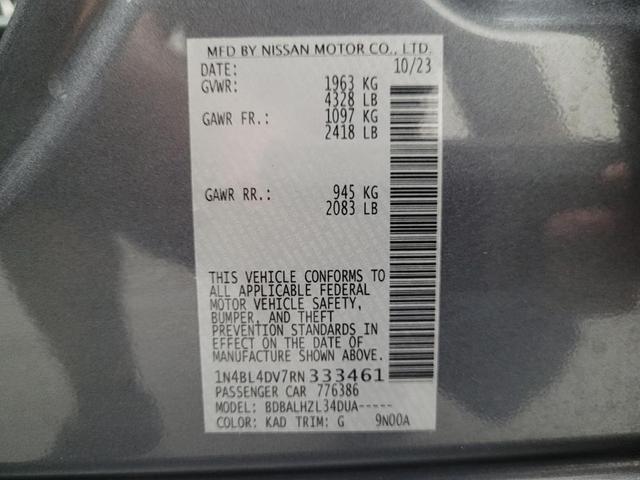 MFD BY NISSAN MOTOR CO., LTD.
DATE: 10/23
GVWR: 1963 KG
4328 LB
GAWR FR.: 1097 KG
2418 LB
GAWR RR.: 945 KG
2083 LB
THIS VEHICLE CONFORMS TO
ALL APPLICABLE FEDERAL
MOTOR VEHICLE SAFETY,
BUMPER, AND THEFT
PREVENTION STANDARDS IN
EFFECT ON THE DATE OF
MANUFACTURE SHOWN ABOVE.
1N4BL4DV7RN333461
PASSENGER CAR 776386
MODEL: BDBALHZL34DUA-----
COLOR: KAD TRIM: G 9N00A